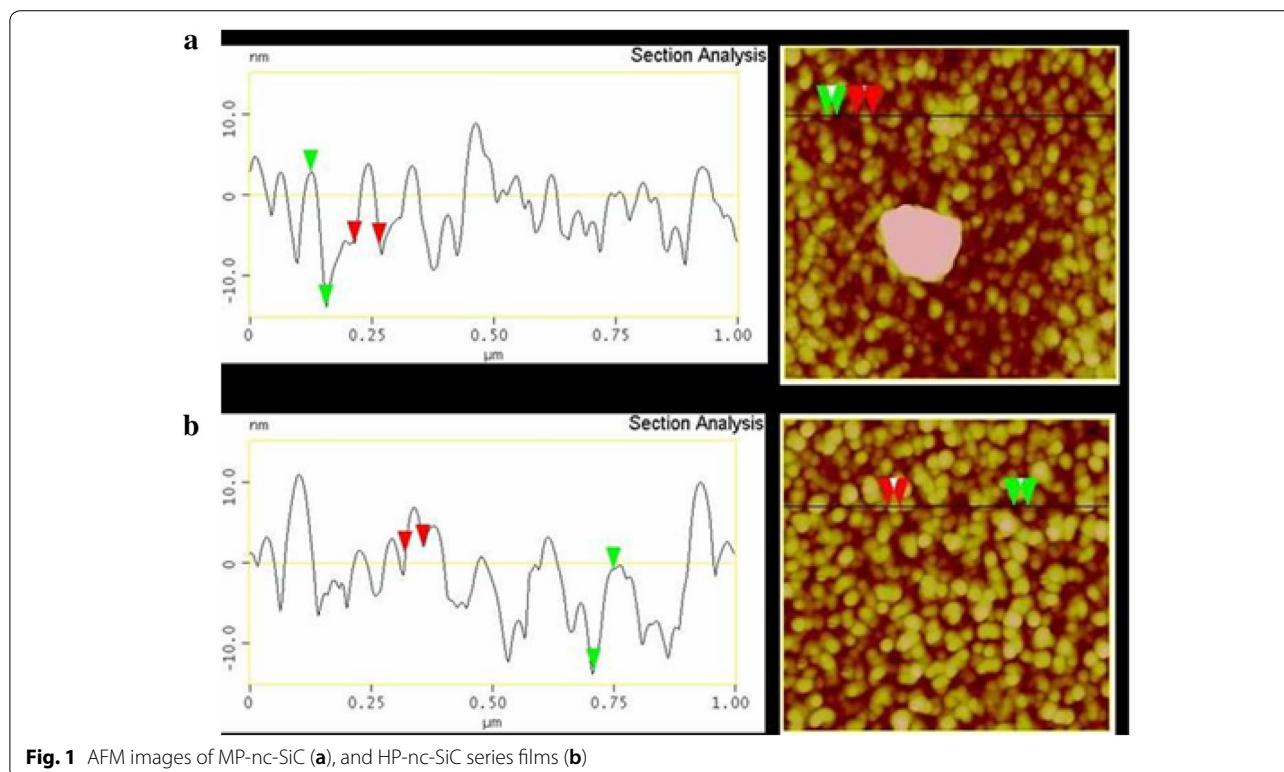 a
Section Analysis
nm
10.0
0
-10.0
0 0.25 0.50 0.75 1.00
µm
b
Section Analysis
nm
10.0
0
-10.0
0 0.25 0.50 0.75 1.00
µm
Fig. 1 AFM images of MP-nc-SiC (a), and HP-nc-SiC series films (b)